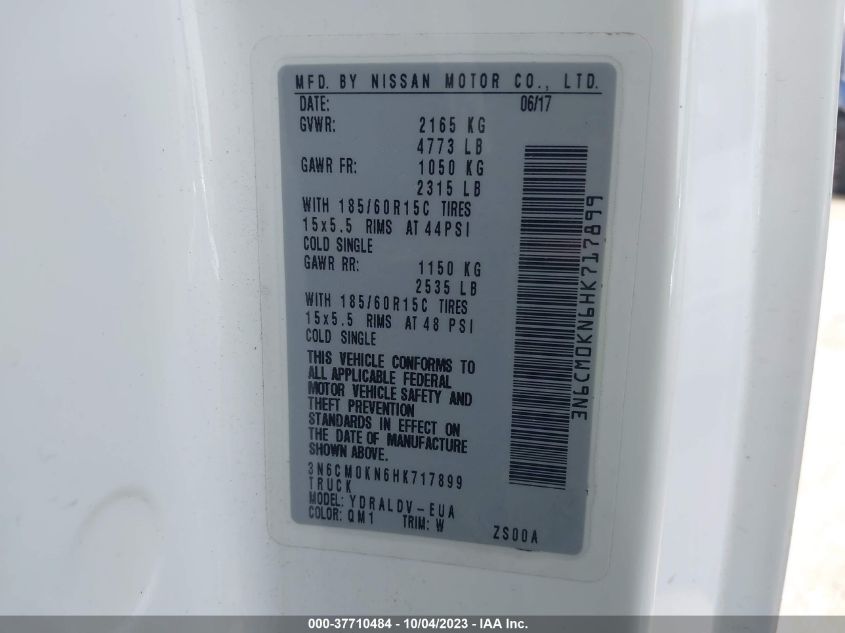 MFD. BY NISSAN MOTOR CO., LTD.
DATE: 06/17
GVWR: 2165 KG
4773 LB
GAWR FR: 1050 KG
2315 LB
WITH 185/60R15C TIRES
15x5.5 RIMS AT 44PSI
COLD SINGLE
GAWR RR: 1150 KG
2535 LB
WITH 185/60R15C TIRES
15x5.5 RIMS AT 48 PSI
COLD SINGLE
THIS VEHICLE CONFORMS TO
ALL APPLICABLE FEDERAL
MOTOR VEHICLE SAFETY AND
THEFT PREVENTION
STANDARDS IN EFFECT ON
THE DATE OF MANUFACTURE
SHOWN ABOVE.
3N6CM0KN6HK717899
TRUCK
MODEL: YDRALDV-EUA
COLOR: QM1 TRIM: W
ZS00A
3N6CM0KN6HK717899
000-37710484 - 10/04/2023 - IAA Inc.